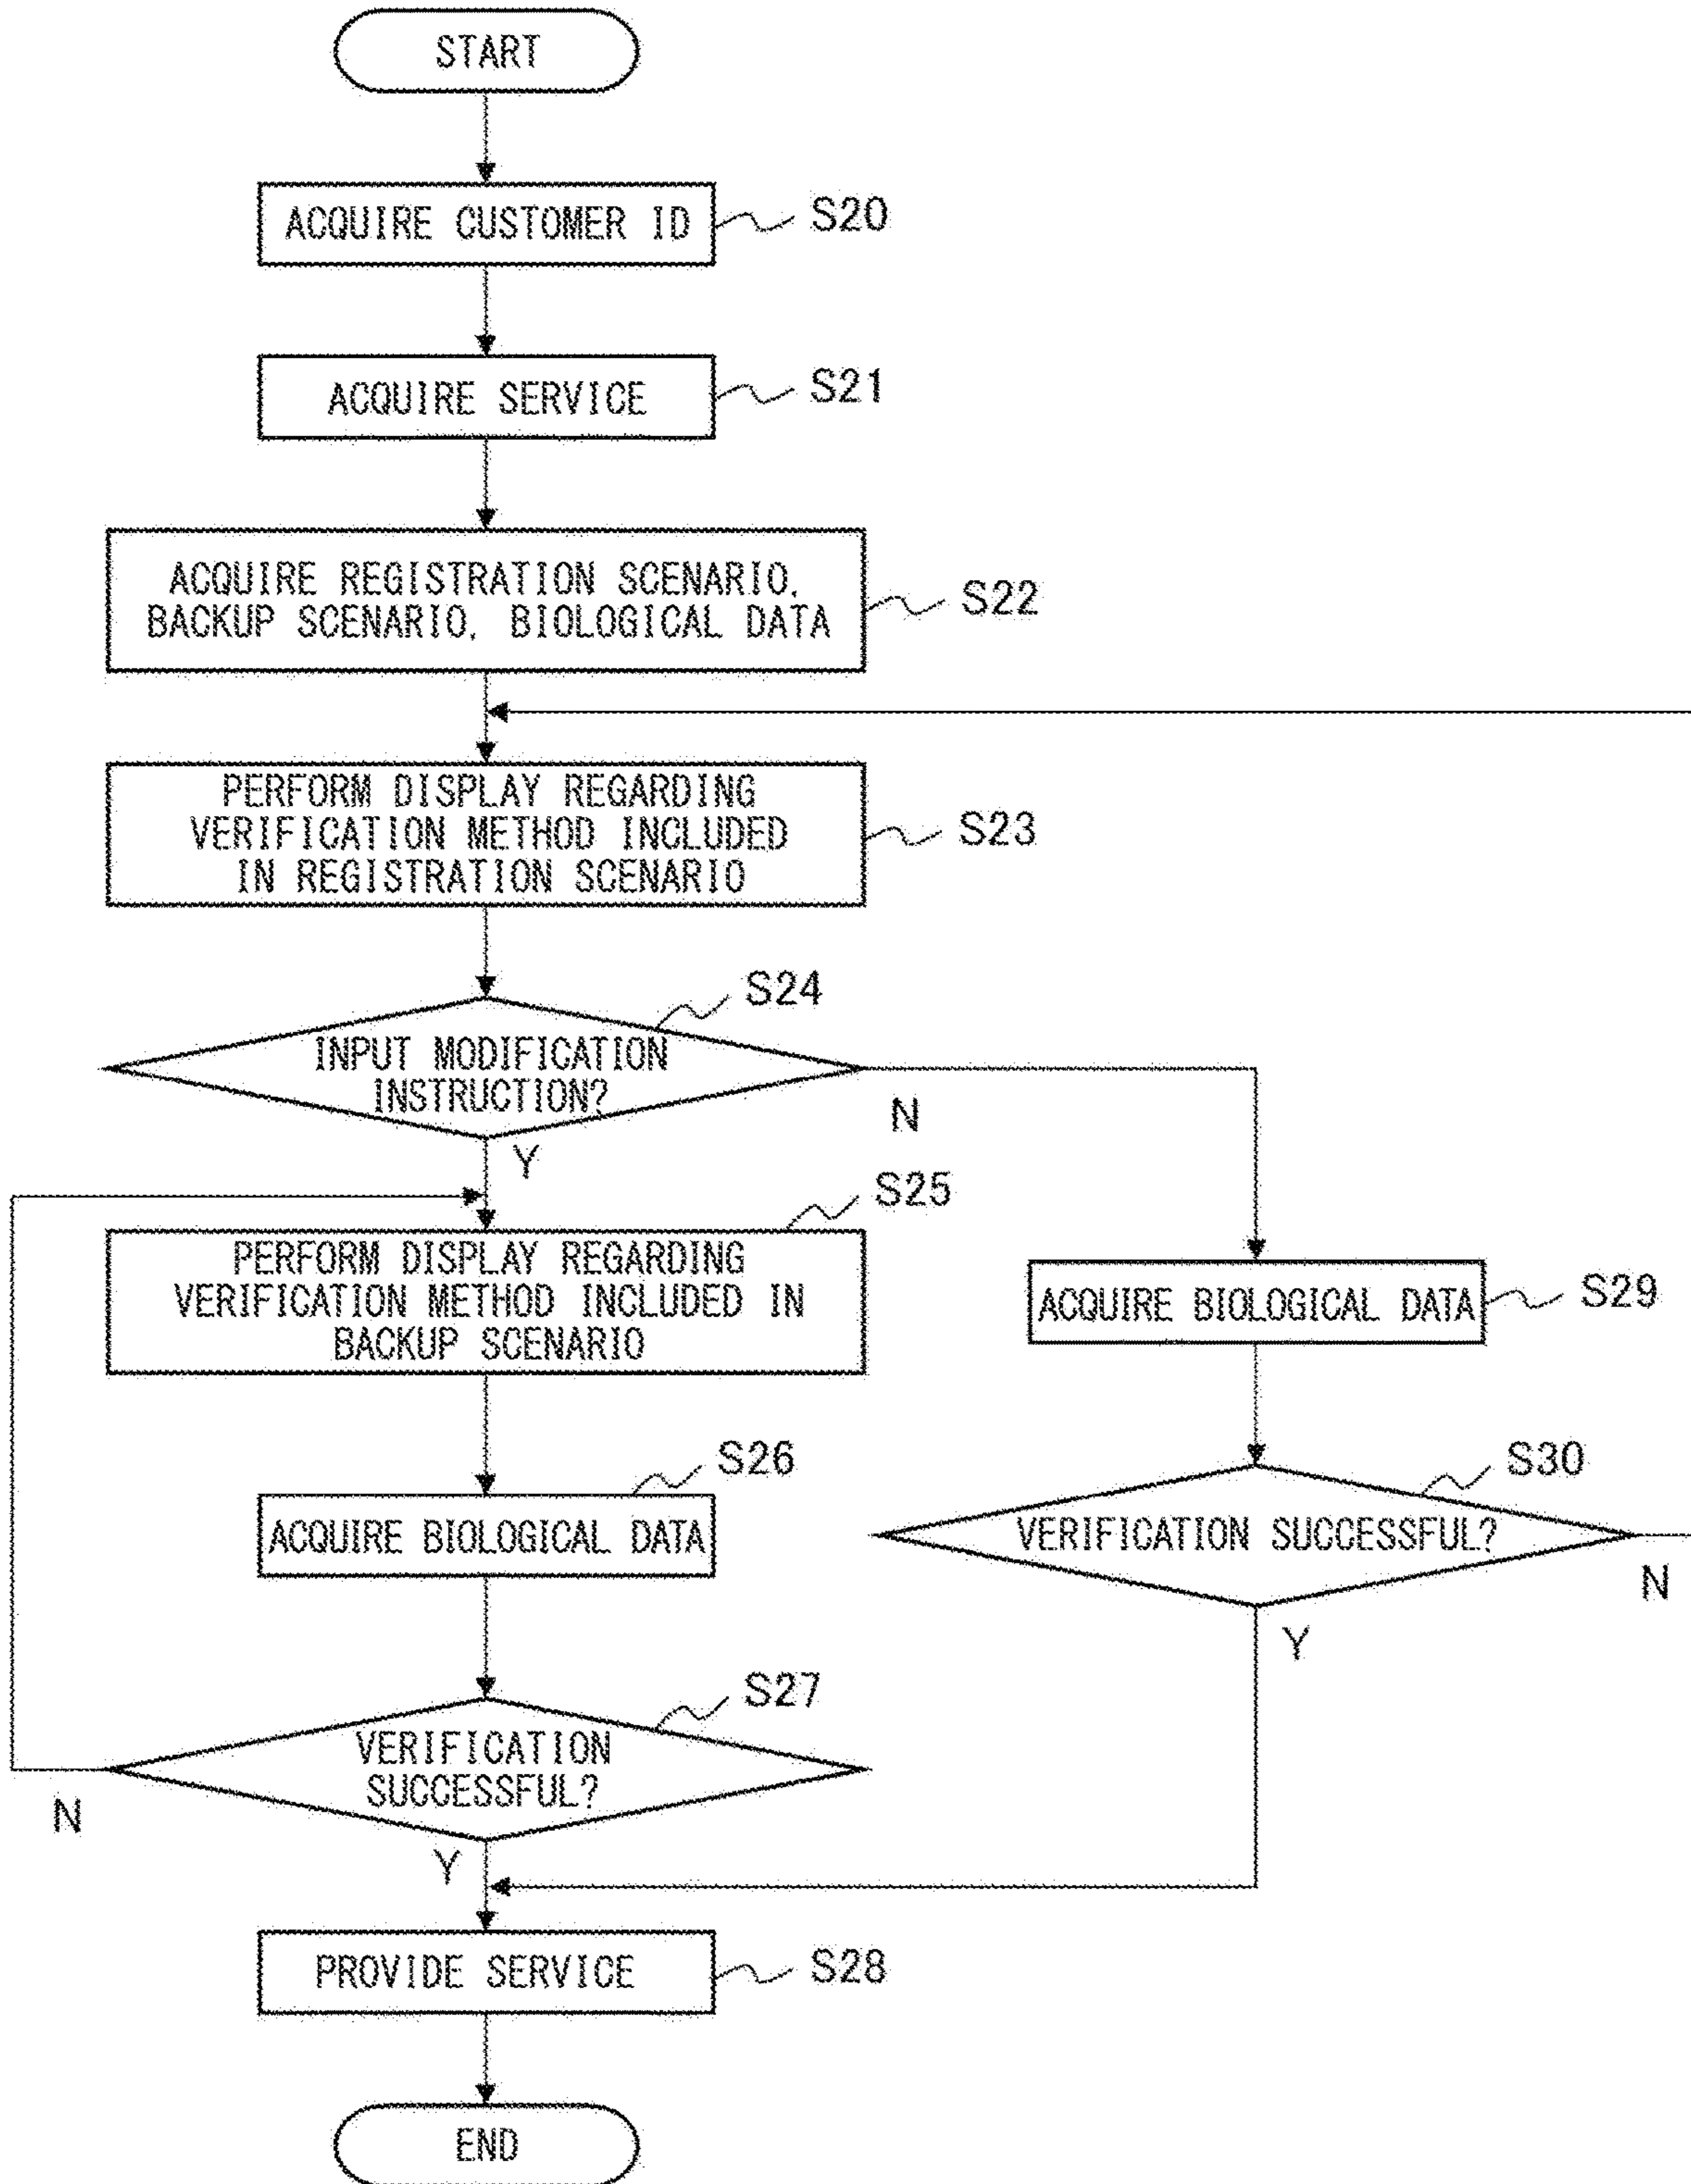 START
ACQUIRE CUSTOMER ID
S20
ACQUIRE SERVICE
S21
ACQUIRE REGISTRATION SCENARIO,
BACKUP SCENARIO, BIOLOGICAL DATA
S22
PERFORM DISPLAY REGARDING
VERIFICATION METHOD INCLUDED
IN REGISTRATION SCENARIO
S23
S24
INPUT MODIFICATION
INSTRUCTION?
N
Y
S25
PERFORM DISPLAY REGARDING
VERIFICATION METHOD INCLUDED IN
BACKUP SCENARIO
ACQUIRE BIOLOGICAL DATA
S29
S26
ACQUIRE BIOLOGICAL DATA
S30
VERIFICATION SUCCESSFUL?
N
Y
S27
VERIFICATION
SUCCESSFUL?
N
Y
PROVIDE SERVICE
S28
END